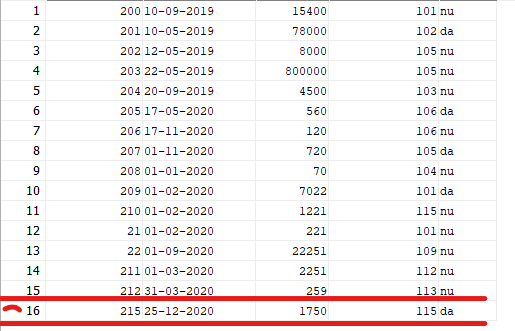 1 200 10-09-2019 15400 101 nu
2 201 10-05-2019 78000 102 da
3 202 12-05-2019 8000 105 nu
4 203 22-05-2019 800000 105 nu
5 204 20-09-2019 4500 103 nu
6 205 17-05-2020 560 106 da
7 206 17-11-2020 120 106 nu
8 207 01-11-2020 720 105 da
9 208 01-01-2020 70 104 nu
10 209 01-02-2020 7022 101 da
11 210 01-02-2020 1221 115 nu
12 21 01-02-2020 221 101 nu
13 22 01-09-2020 22251 109 nu
14 211 01-03-2020 2251 112 nu
15 212 31-03-2020 259 113 nu
16 215 25-12-2020 1750 115 da